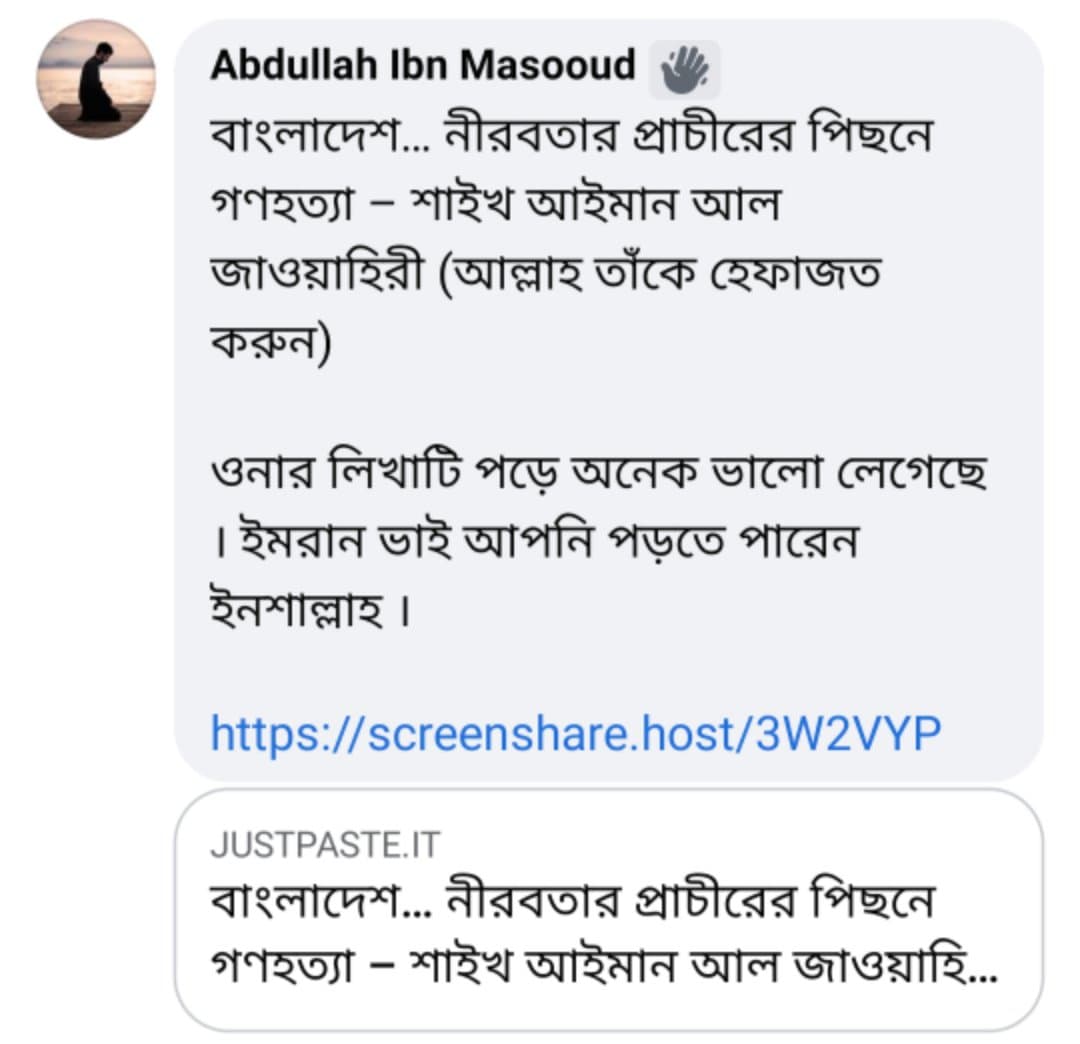 Abdullah Ibn Masooud
বাংলাদেশ... নীরবতার প্রাচীরের পিছনে
গণহত্যা – শাইখ আইমান আল
জাওয়াহিরী (আল্লাহ তাঁকে হেফাজত
করুন)
ওনার লিখাটি পড়ে অনেক ভালো লেগেছে
। ইমরান ভাই আপনি পড়তে পারেন
ইনশাল্লাহ ।
https://screenshare.host/3W2VYP
JUSTPASTE.IT
বাংলাদেশ... নীরবতার প্রাচীরের পিছনে
গণহত্যা – শাইখ আইমান আল জাওয়াহি...